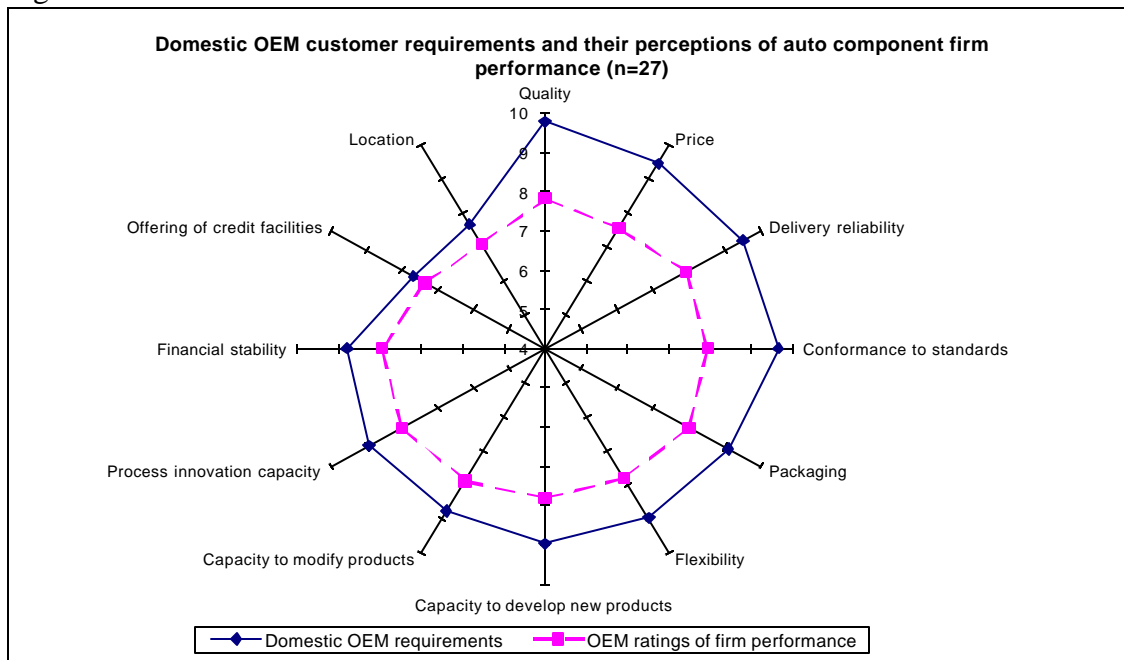 Domestic OEM customer requirements and their perceptions of auto component firm
performance (n=27)
Quality
10
Location
Price
9
8
Offering of credit facilities
Delivery reliability
7
6
5
Financial stability
4
Conformance to standards
Process innovation capacity
Packaging
Capacity to modify products
Flexibility
Capacity to develop new products
Domestic OEM requirements
OEM ratings of firm performance